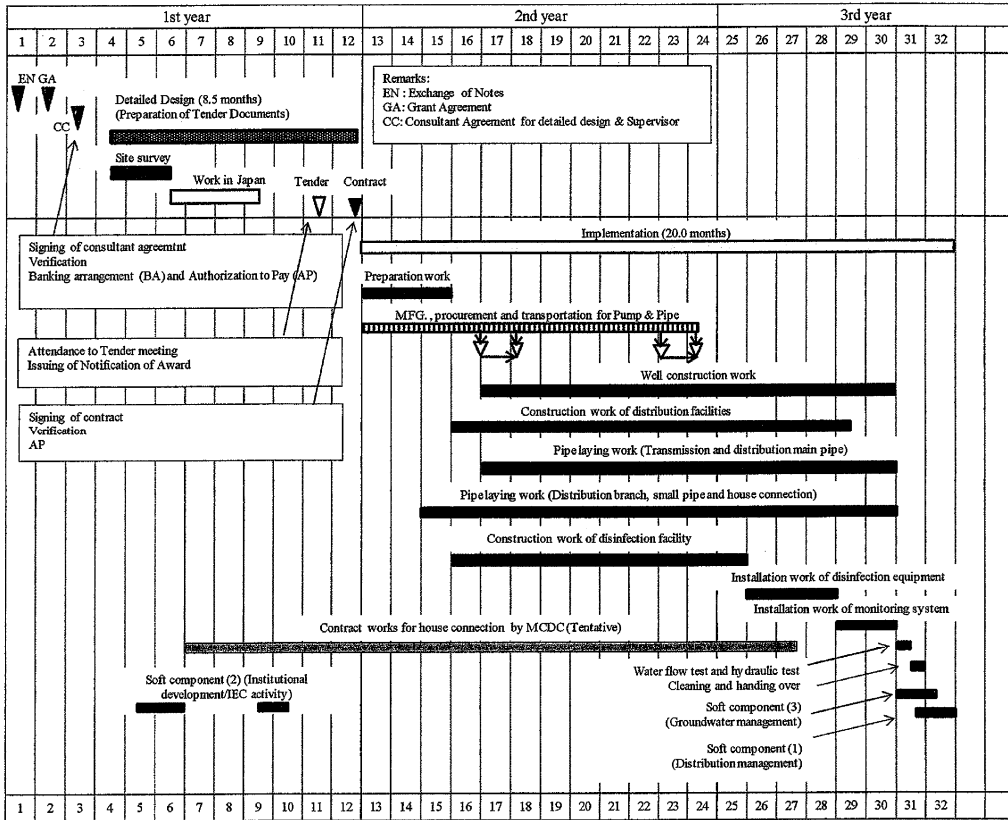 1st year 2nd year 3rd year
1 2 3 4 5 6 7 8 9 10 11 12 13 14 15 16 17 18 19 20 21 22 23 24 25 26 27 28 29 30 31 32
EN GA
CC
Detailed Design (8.5 months)
(Preparation of Tender Documents)
Remarks:
EN : Exchange of Notes
GA: Grant Agreement
CC: Consultant Agreement for detailed design & Supervisor
Site survey
Work in Japan
Tender
Contract
Implementation (20.0 months)
Signing of consultant agreemtnt
Verification
Banking arrangement (BA) and Authorization to Pay (AP)
Preparation work
MFG., procurement and transportation for Pump & Pipe
Attendance to Tender meeting
Issuing of Notification of Award
Well construction work
Signing of contract
Verification
AP
Construction work of distribution facilities
Pipe laying work (Transmission and distribution main pipe)
Pipe laying work (Distribution branch, small pipe and house connection)
Construction work of disinfection facility
Installation work of disinfection equipment
Installation work of monitoring system
Contract works for house connection by MCDC (Tentative)
Water flow test and hydraulic test
Cleaning and handing over
Soft component (2) (Institutional
development/IEC activity)
Soft component (3)
(Groundwater management)
Soft component (1)
(Distribution management)
1 2 3 4 5 6 7 8 9 10 11 12 13 14 15 16 17 18 19 20 21 22 23 24 25 26 27 28 29 30 31 32